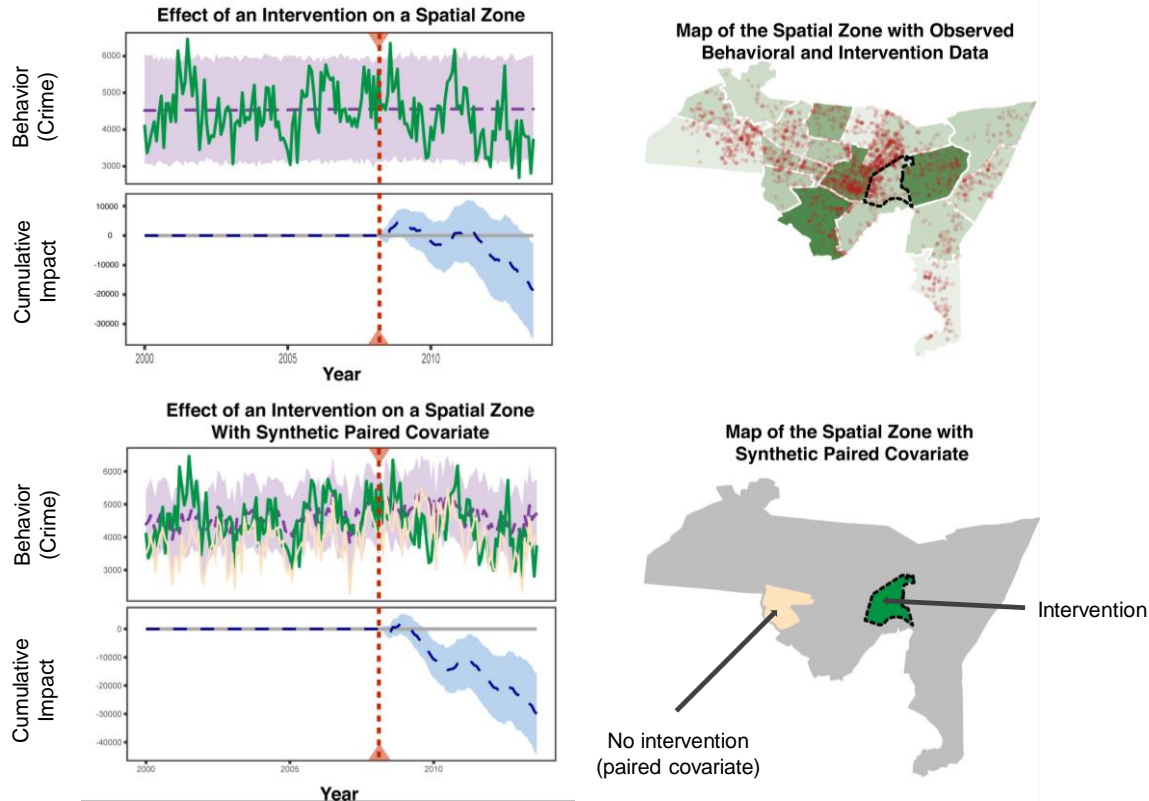 Effect of an Intervention on a Spatial Zone
Behavior
(Crime)
6000
5000
4000
3000
Cumulative
Impact
10000
0
-10000
-20000
-30000
2000
2005
2010
Year
Map of the Spatial Zone with Observed
Behavioral and Intervention Data
Effect of an Intervention on a Spatial Zone
With Synthetic Paired Covariate
Behavior
(Crime)
6000
5000
4000
3000
Cumulative
Impact
0
-10000
-20000
-30000
-40000
2000
2005
2010
Year
Map of the Spatial Zone with
Synthetic Paired Covariate
Intervention
No intervention
(paired covariate)